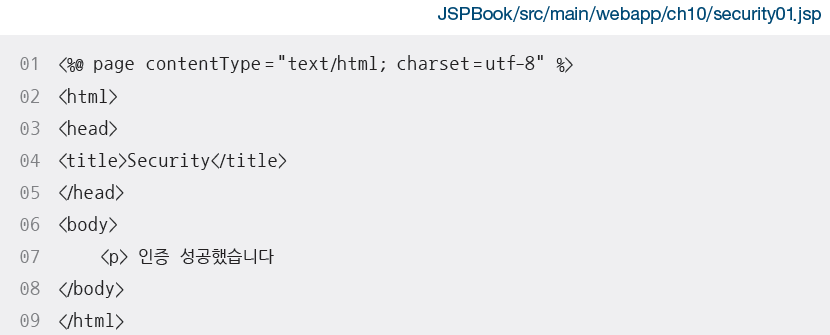 JSPBook/src/main/webapp/ch10/security01.jsp
01 <%@ page contentType="text/html; charset=utf-8" %>
02 <html>
03 <head>
04 <title>Security</title>
05 </head>
06 <body>
07     <p> 인증 성공했습니다
08 </body>
09 </html>